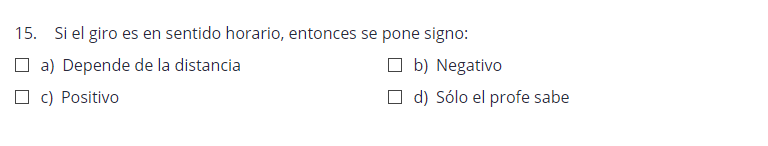 15. Si el giro es en sentido horario, entonces se pone signo:
a) Depende de la distancia
b) Negativo
c) Positivo
d) Sólo el profe sabe